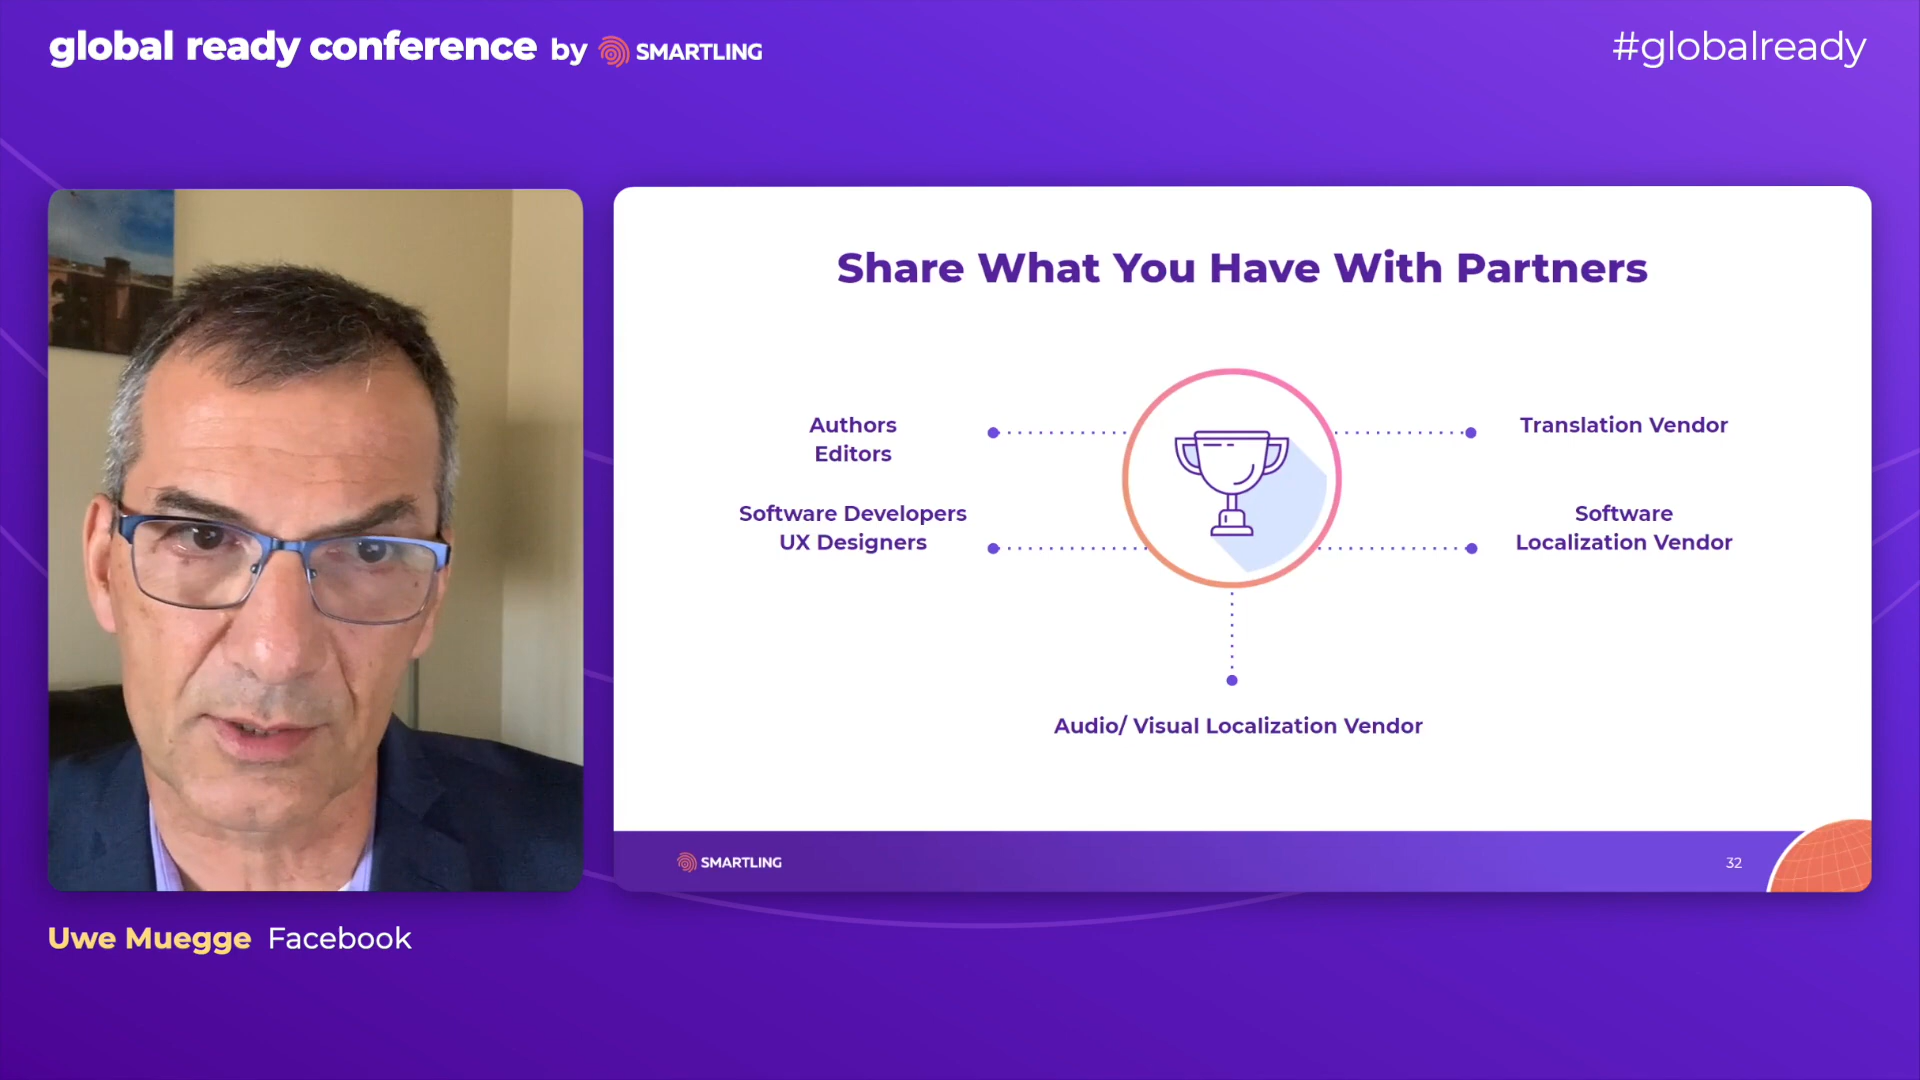 global ready conference by SMARTLING
#globalready
Share What You Have With Partners
Authors
Editors
Software Developers
UX Designers
Translation Vendor
Software
Localization Vendor
Audio/ Visual Localization Vendor
SMARTLING
32
Uwe Muegge Facebook